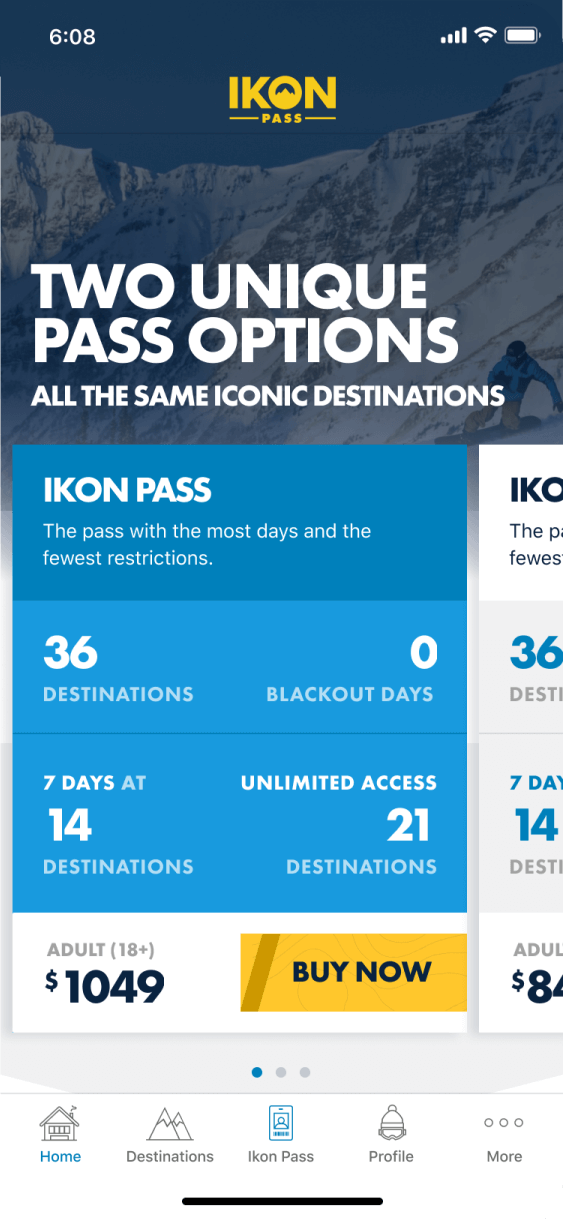 6:08
IKON
PASS
TWO UNIQUE
PASS OPTIONS
ALL THE SAME ICONIC DESTINATIONS
IKON PASS
The pass with the most days and the
fewest restrictions.
36
DESTINATIONS
0
BLACKOUT DAYS
7 DAYS AT
14
DESTINATIONS
UNLIMITED ACCESS
21
DESTINATIONS
ADULT (18+)
$1049
BUY NOW
IKO
The pa
fewes
36
DESTI
7 DAY
14
DESTI
ADUL
$84
Home
Destinations
Ikon Pass
Profile
More